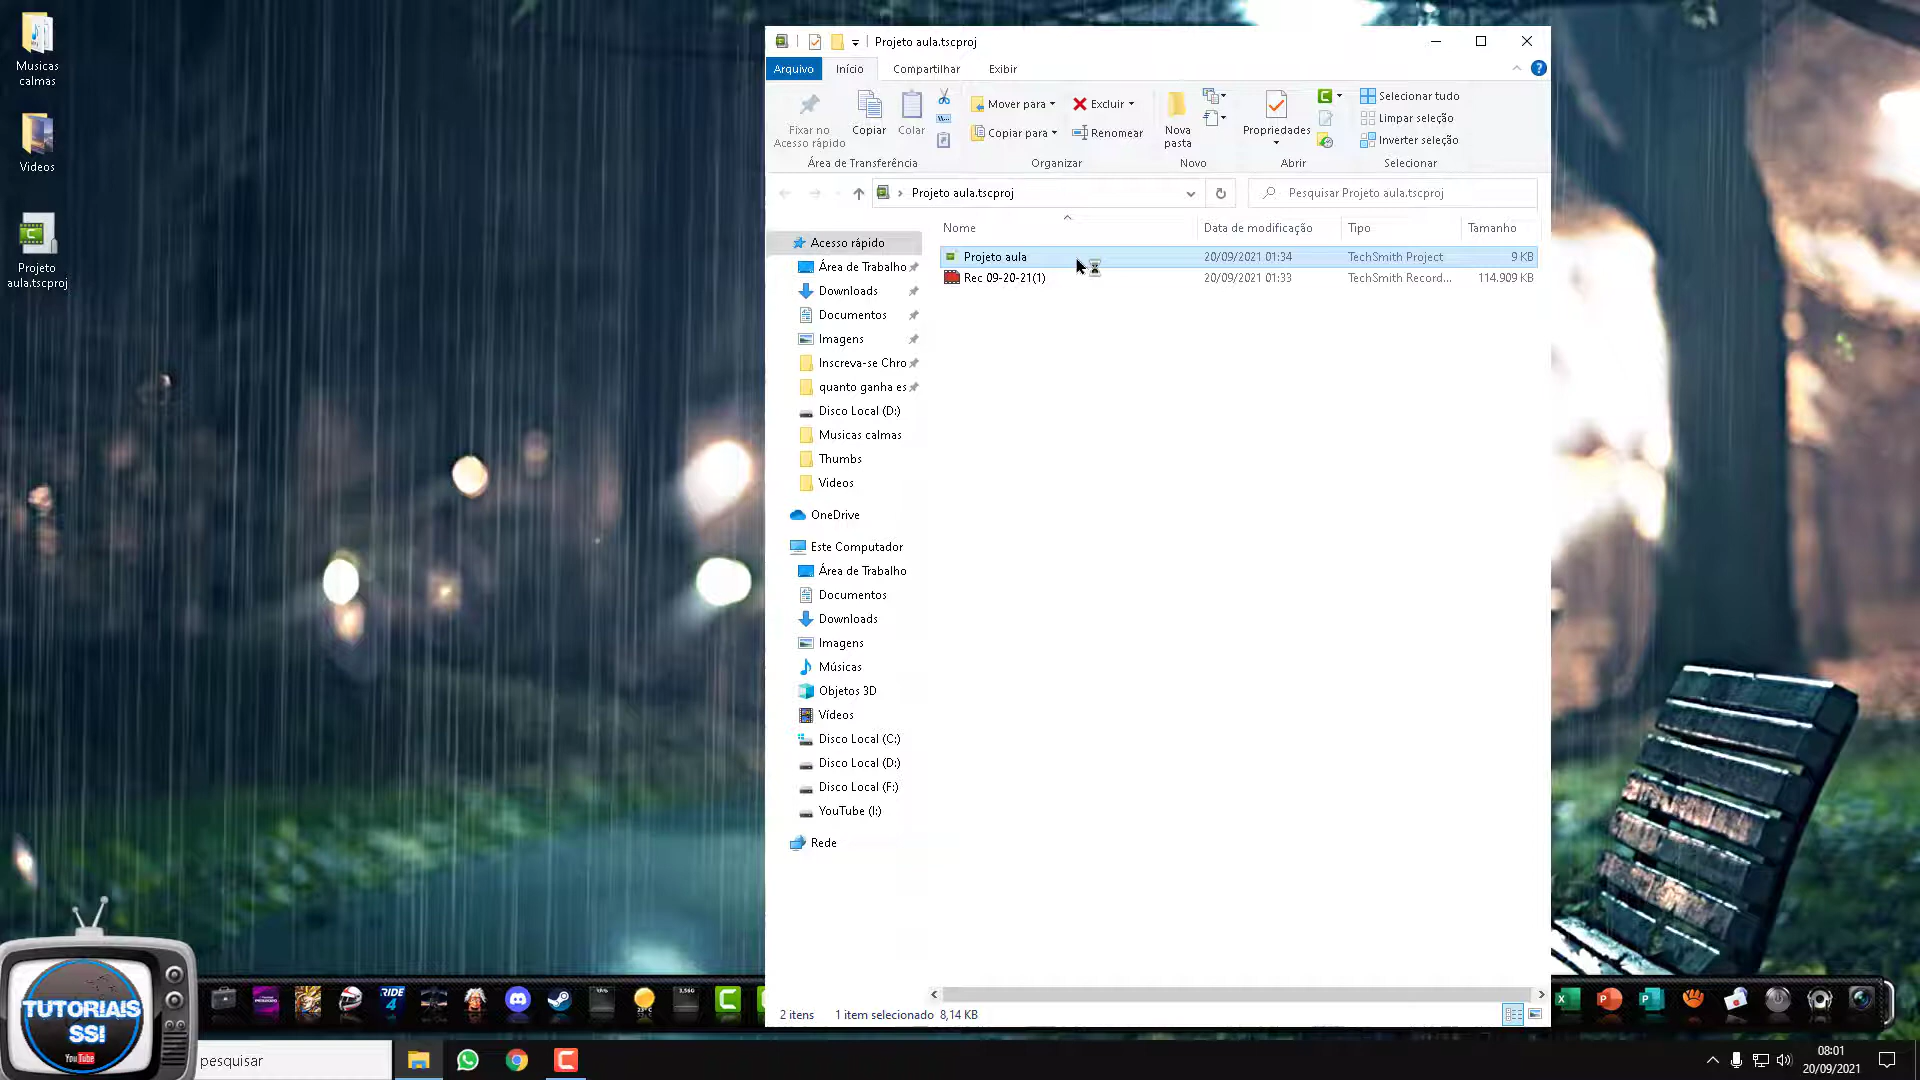 Musicas
calmas
Videos
Projeto
aula.tscproj
Projeto aula.tscproj
Arquivo
Início
Compartilhar
Exibir
Fixar no
Acesso rápido
Copiar
Colar
Mover para
Copiar para
Excluir
Renomear
Nova
pasta
Propriedades
Selecionar tudo
Limpar seleção
Inverter seleção
Área de Transferência
Organizar
Novo
Abrir
Selecionar
Projeto aula.tscproj
Pesquisar Projeto aula.tscproj
Nome
Data de modificação
Tipo
Tamanho
Projeto aula
20/09/2021 01:34
TechSmith Project
9 KB
Rec 09-20-21(1)
20/09/2021 01:33
TechSmith Record...
114.909 KB
Acesso rápido
Área de Trabalho
Downloads
Documentos
Imagens
Inscreva-se Chro
quanto ganha es
Disco Local (D:)
Musicas calmas
Thumbs
Videos
OneDrive
Este Computador
Área de Trabalho
Documentos
Downloads
Imagens
Músicas
Objetos 3D
Vídeos
Disco Local (C:)
Disco Local (D:)
Disco Local (F:)
YouTube (I:)
Rede
2 itens
1 item selecionado 8,14 KB
RIDE
4
TUTORIAIS
SS!
YouTube
pesquisar
08:01
20/09/2021